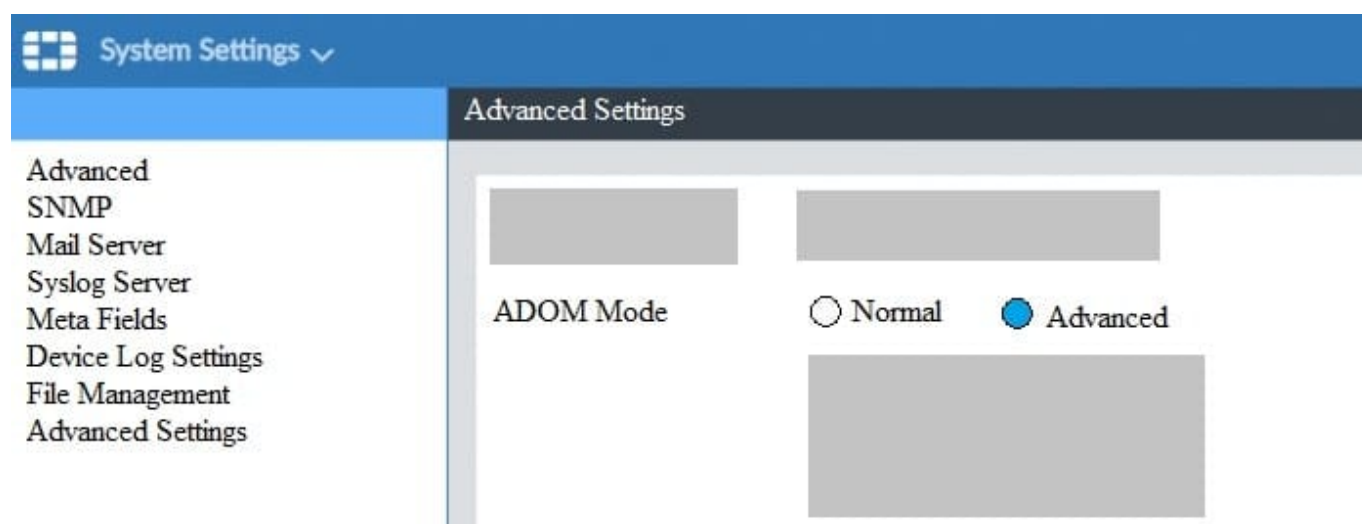 System Settings
Advanced Settings
Advanced
SNMP
Mail Server
Syslog Server
Meta Fields
Device Log Settings
File Management
Advanced Settings
ADOM Mode Normal Advanced